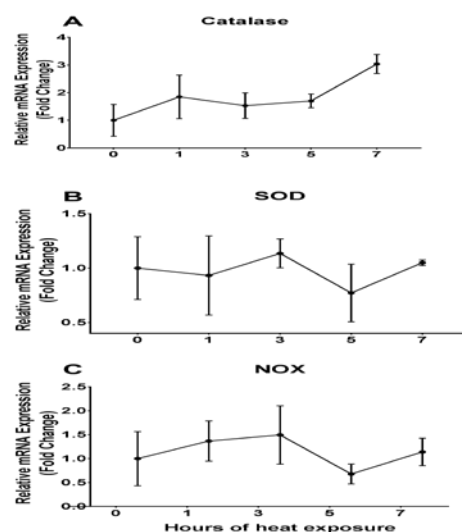 A Catalase
Relative mRNA Expression
(Fold Change)
4
3
2
1
0
0 1 3 5 7
B SOD
Relative mRNA Expression
(Fold Change)
1.5
1.0
0.5
0 1 3 5 7
C NOX
Relative mRNA Expression
(Fold Change)
2.5
2.0
1.5
1.0
0.5
0.0
0 1 3 5 7
Hours of heat exposure